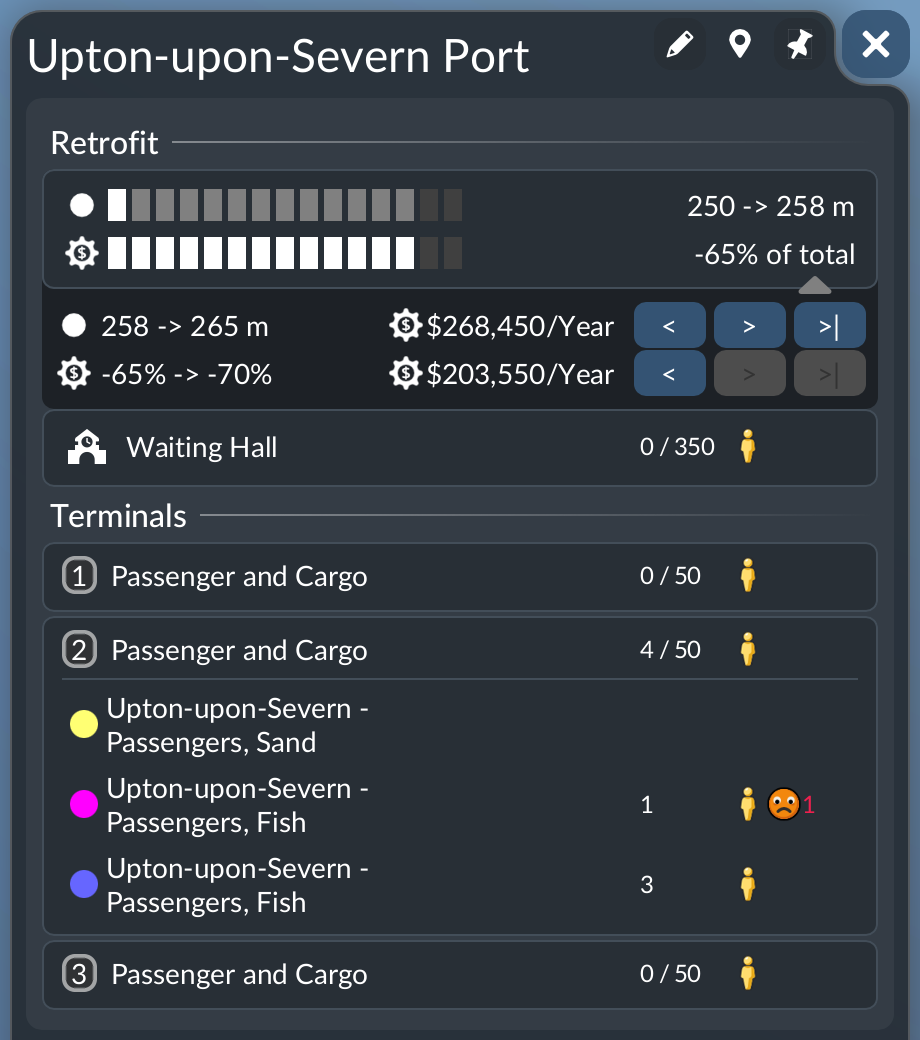 Upton-upon-Severn Port
Retrofit
250 -> 258 m
-65% of total
258 -> 265 m $268,450/Year < > >|
-65% -> -70% $203,550/Year < > >|
Waiting Hall 0 / 350
Terminals
1 Passenger and Cargo 0 / 50
2 Passenger and Cargo 4 / 50
Upton-upon-Severn -
Passengers, Sand
Upton-upon-Severn -
Passengers, Fish 1 1
Upton-upon-Severn -
Passengers, Fish 3
3 Passenger and Cargo 0 / 50